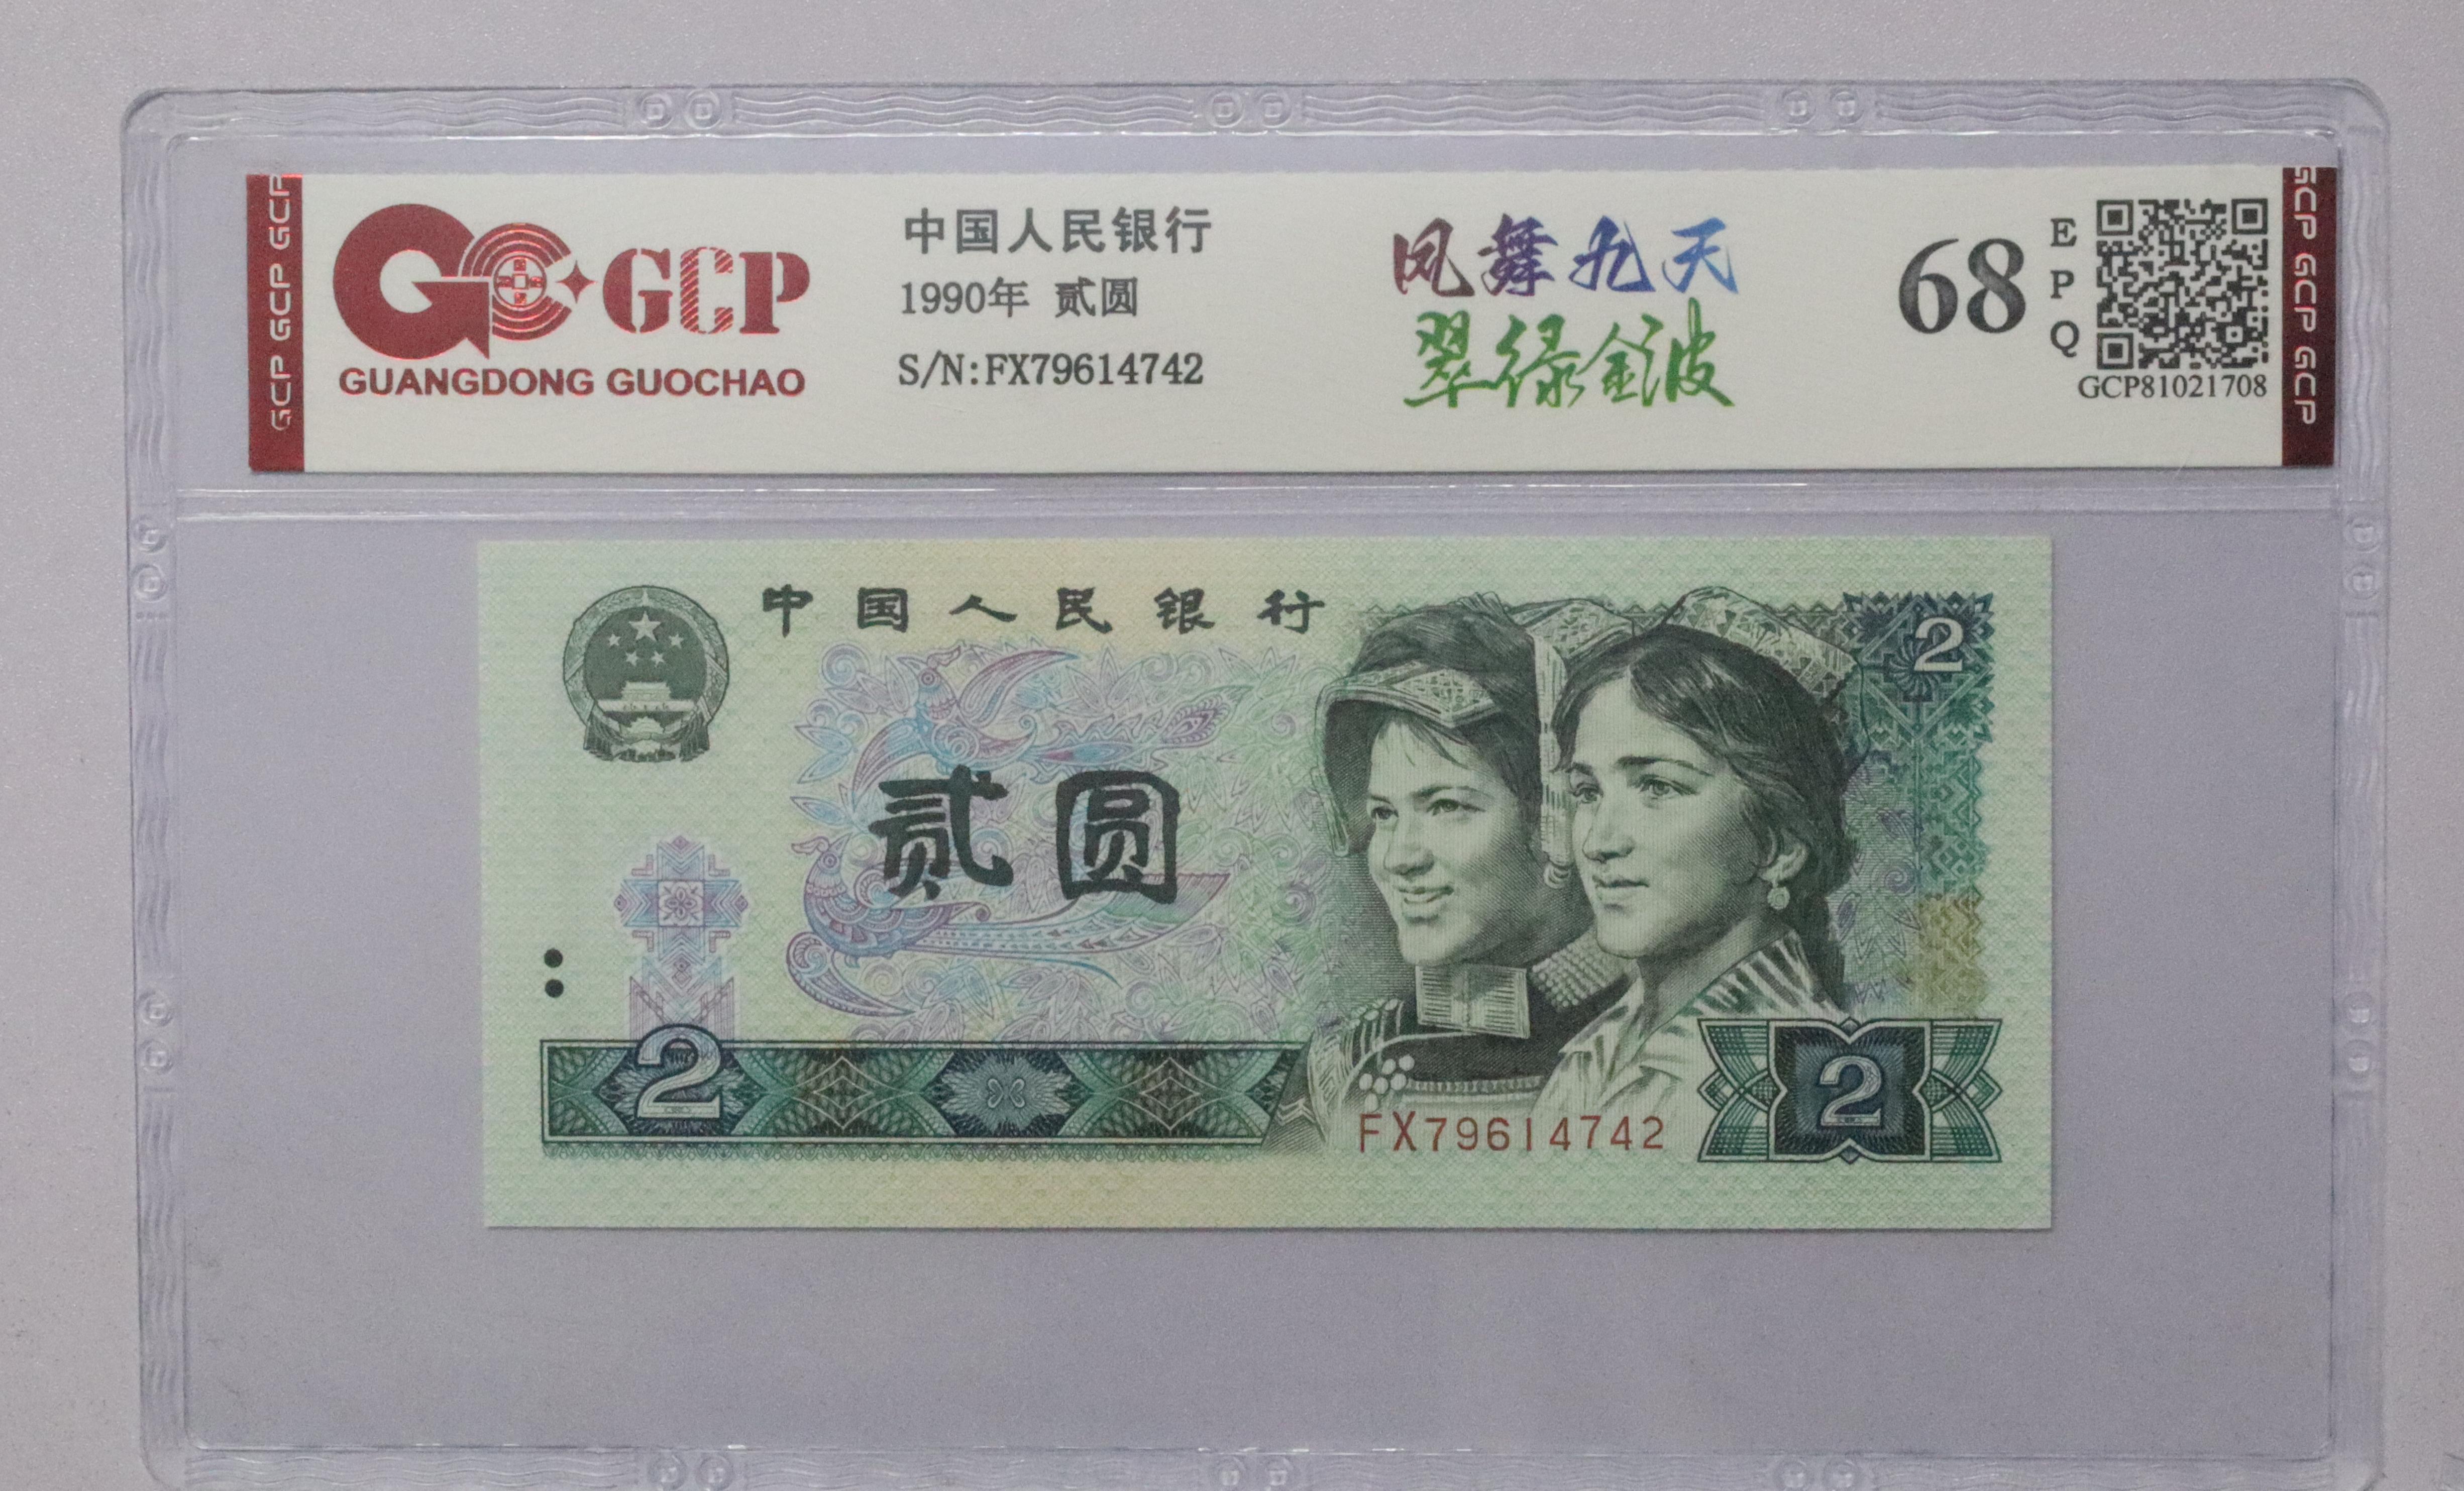 GCP GCP GCP
GCP
GUANGDONG GUOCHAO
中国人民银行
1990年 贰圆
S/N:FX79614742
凤舞九天
翠绿金波
68
E
P
Q
GCP81021708
GCP GCP GCP
中国人民银行
2
贰圆
2
2
FX79614742